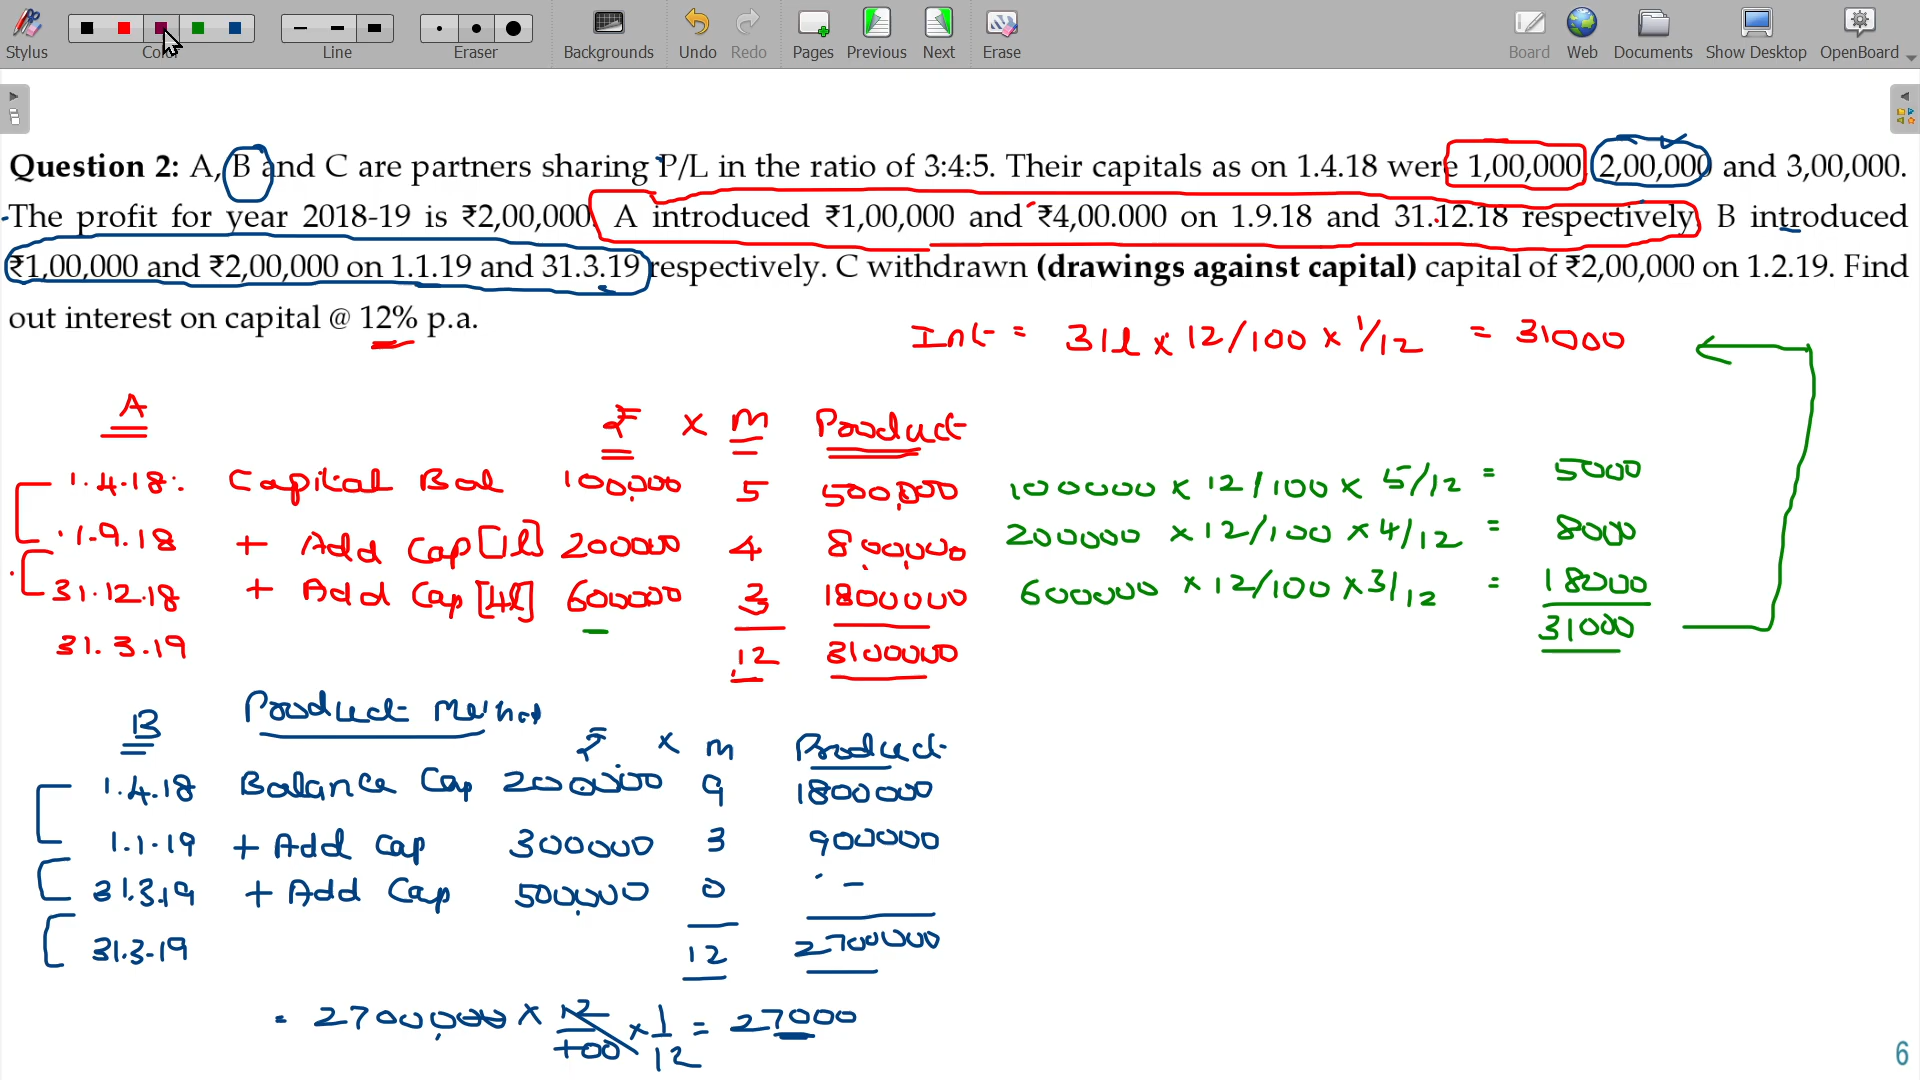 Stylus Color Line Eraser Backgrounds Undo Redo Pages Previous Next Erase Board Web Documents Show Desktop OpenBoard
Question 2: A, B and C are partners sharing P/L in the ratio of 3:4:5. Their capitals as on 1.4.18 were 1,00,000, 2,00,000 and 3,00,000.
The profit for year 2018-19 is ₹2,00,000. A introduced ₹1,00,000 and ₹4,00.000 on 1.9.18 and 31.12.18 respectively. B introduced
₹1,00,000 and ₹2,00,000 on 1.1.19 and 31.3.19 respectively. C withdrawn (drawings against capital) capital of ₹2,00,000 on 1.2.19. Find
out interest on capital @ 12% p.a.
Int = 31l x 12/100 x 1/12 = 31000
A ₹ x m Product
1.4.18 Capital Bal 100000 5 500,000 100000 x 12/100 x 5/12 = 5000
1.9.18 + Add Cap [1l] 200000 4 800000 200000 x 12/100 x 4/12 = 8000
31.12.18 + Add Cap [4l] 600000 3 1800000 600000 x 12/100 x 3/12 = 18000
31000
31.3.19 12 3100000
B Product Method
₹ x m Product
1.4.18 Balance Cap 200000 9 1800000
1.1.19 + Add Cap 300000 3 900000
31.3.19 + Add Cap 500000 0 -
31.3.19 12 2700000
= 2700000 x 12/100 x 1/12 = 27000
6